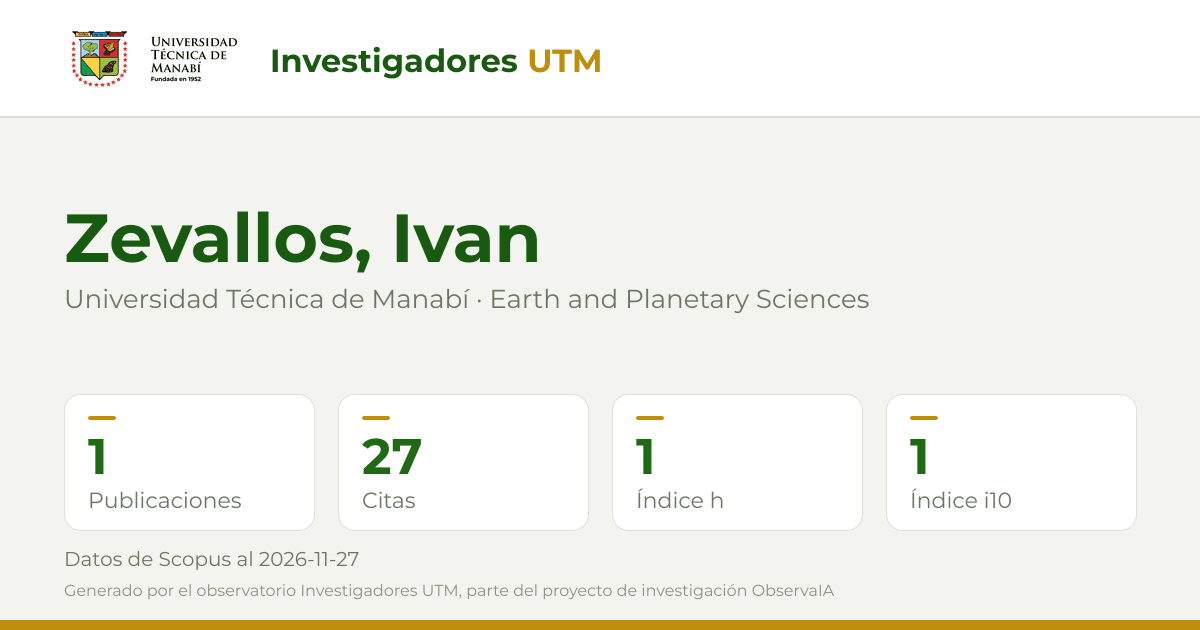 UNIVERSIDAD
TÉCNICA DE
MANABÍ
Fundada en 1952
Investigadores UTM
Zevallos, Ivan
Universidad Técnica de Manabí · Earth and Planetary Sciences
1
Publicaciones
27
Citas
1
Índice h
1
Índice i10
Datos de Scopus al 2026-11-27
Generado por el observatorio Investigadores UTM, parte del proyecto de investigación ObservaIA